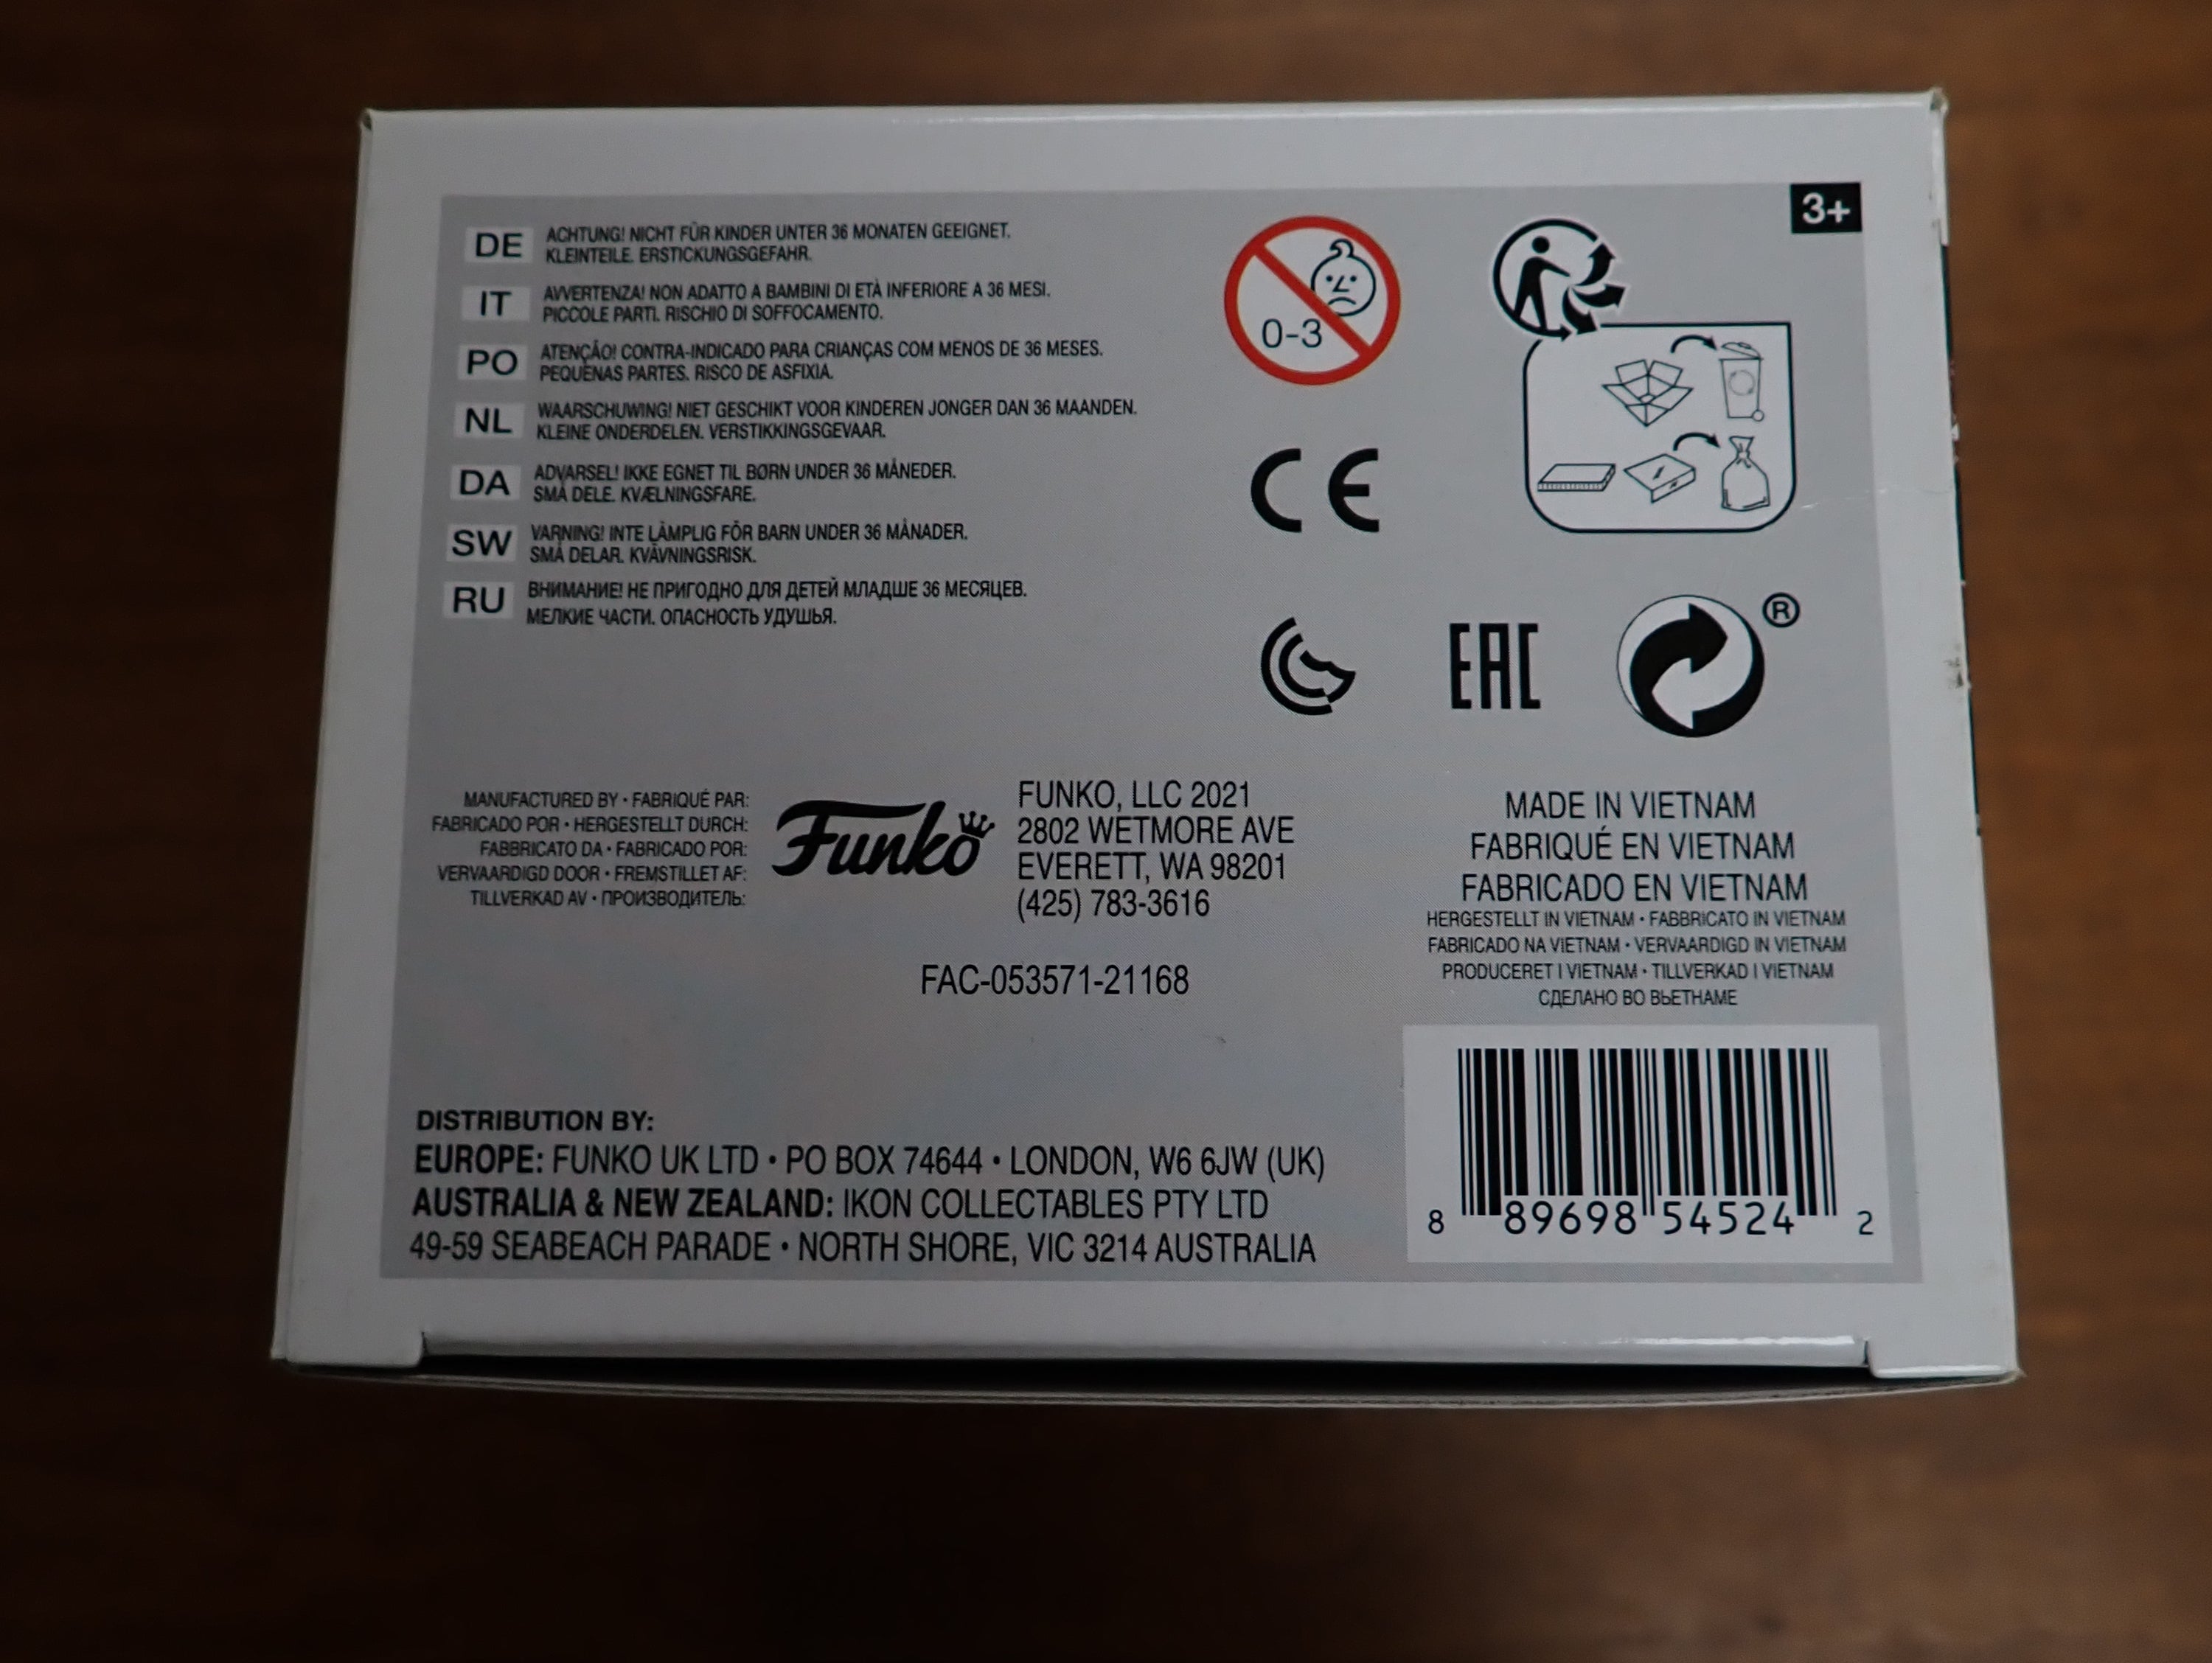 3+
DE ACHTUNG! NICHT FÜR KINDER UNTER 36 MONATEN GEEIGNET.
KLEINTEILE. ERSTICKUNGSGEFAHR.
IT AVVERTENZA! NON ADATTO A BAMBINI DI ETÀ INFERIORE A 36 MESI.
PICCOLE PARTI. RISCHIO DI SOFFOCAMENTO.
PO ATENÇÃO! CONTRA-INDICADO PARA CRIANÇAS COM MENOS DE 36 MESES.
PEQUENAS PARTES. RISCO DE ASFIXIA.
NL WAARSCHUWING! NIET GESCHIKT VOOR KINDEREN JONGER DAN 36 MAANDEN.
KLEINE ONDERDELEN. VERSTIKKINGSGEVAAR.
DA ADVARSEL! IKKE EGNET TIL BØRN UNDER 36 MÅNEDER.
SMÅ DELE. KVÆLNINGSFARE.
SW VARNING! INTE LÄMPLIG FÖR BARN UNDER 36 MÅNADER.
SMÅ DELAR. KVÄVNINGSRISK.
RU ВНИМАНИЕ! НЕ ПРИГОДНО ДЛЯ ДЕТЕЙ МЛАДШЕ 36 МЕСЯЦЕВ.
МЕЛКИЕ ЧАСТИ. ОПАСНОСТЬ УДУШЬЯ.
0-3
CE
EAC
®
MANUFACTURED BY • FABRIQUÉ PAR:
FABRICADO POR • HERGESTELLT DURCH:
FABBRICATO DA • FABRICADO POR:
VERVAARDIGD DOOR • FREMSTILLET AF:
TILLVERKAD AV • ПРОИЗВОДИТЕЛЬ:
Funko
FUNKO, LLC 2021
2802 WETMORE AVE
EVERETT, WA 98201
(425) 783-3616
FAC-053571-21168
MADE IN VIETNAM
FABRIQUÉ EN VIETNAM
FABRICADO EN VIETNAM
HERGESTELLT IN VIETNAM • FABBRICATO IN VIETNAM
FABRICADO NA VIETNAM • VERVAARDIGD IN VIETNAM
PRODUCERET I VIETNAM • TILLVERKAD I VIETNAM
СДЕЛАНО ВО ВЬЕТНАМЕ
DISTRIBUTION BY:
EUROPE: FUNKO UK LTD • PO BOX 74644 • LONDON, W6 6JW (UK)
AUSTRALIA & NEW ZEALAND: IKON COLLECTABLES PTY LTD
49-59 SEABEACH PARADE • NORTH SHORE, VIC 3214 AUSTRALIA
8 89698 54524 2